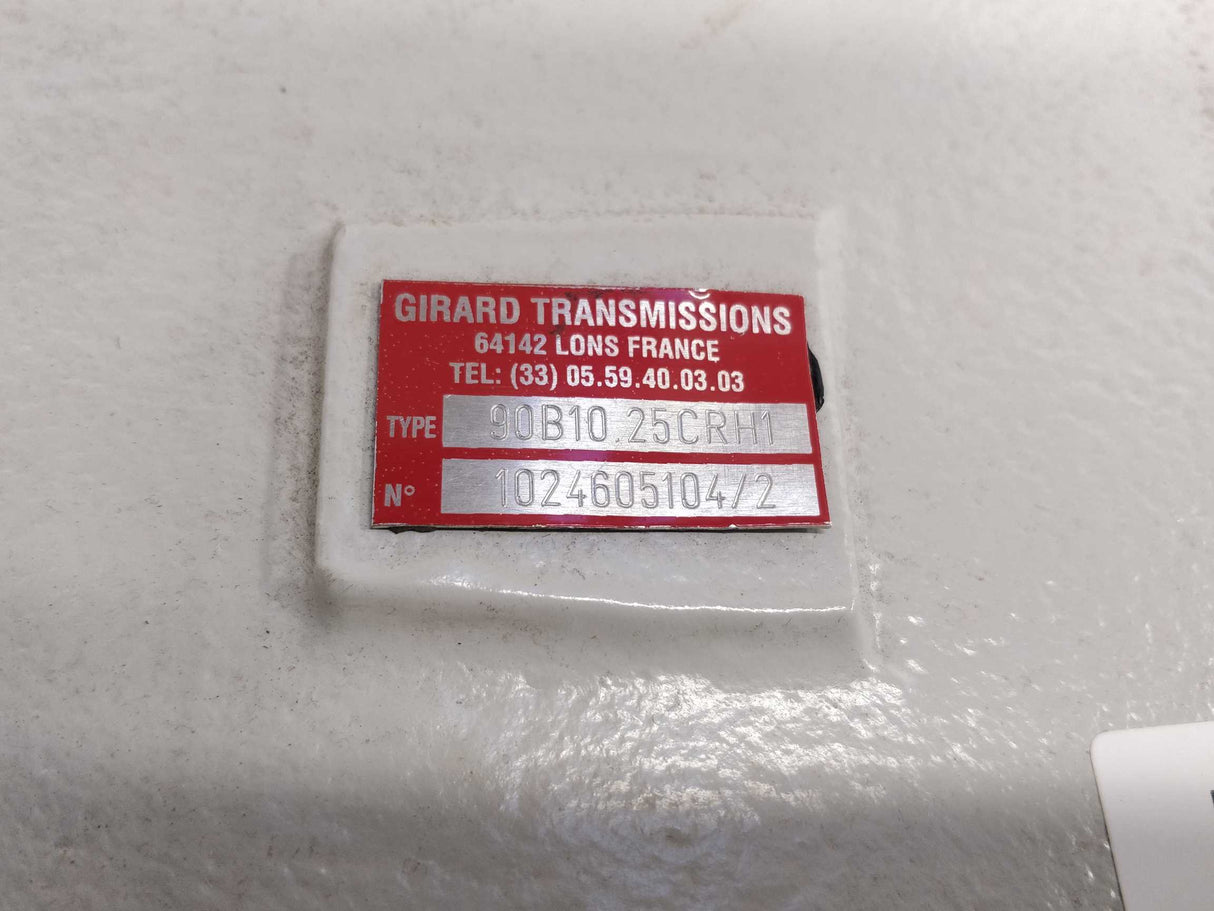 GIRARD TRANSMISSIONS
64142 LONS FRANCE
TEL: (33) 05.59.40.03.03
TYPE 90B10.25CRH1
N° 1024605104/2